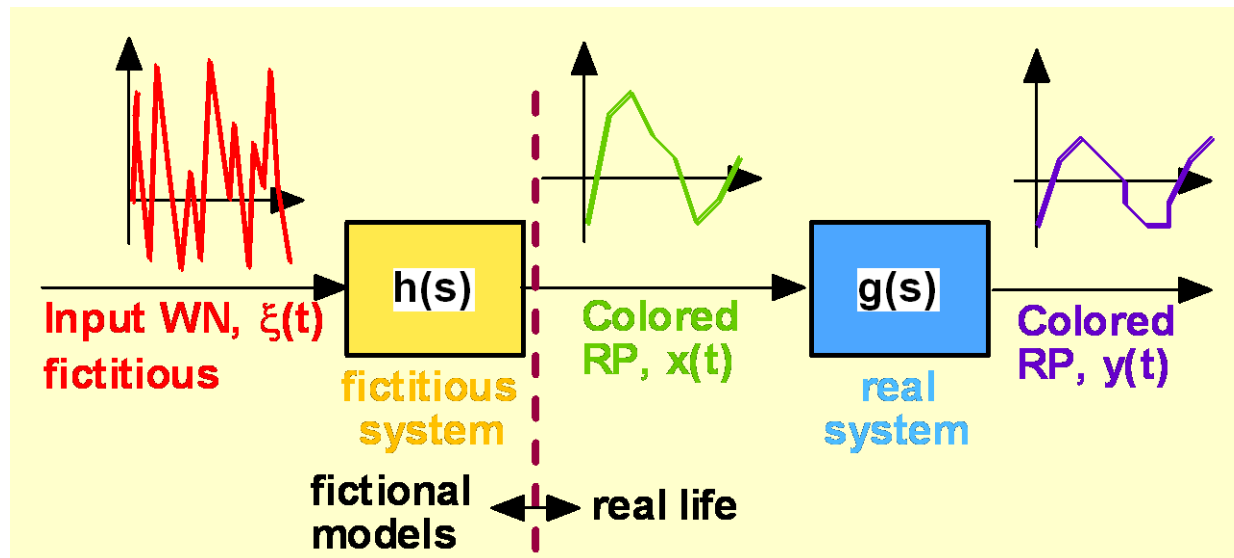 h(s)
g(s)
Input WN, ξ(t)
fictitious
Colored
RP, x(t)
Colored
RP, y(t)
fictitious
system
real
system
fictional
models
real life